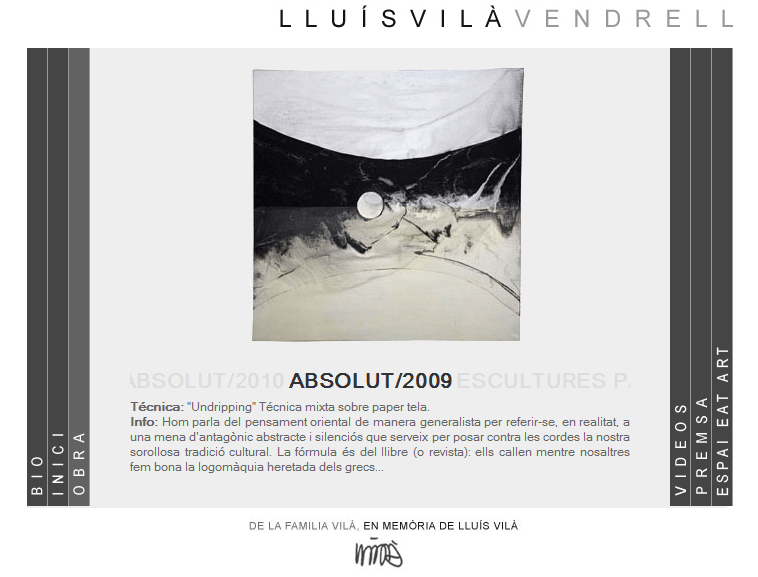 LLUÍSVILÀVENDRELL
BIO
INICI
OBRA
ABSOLUT/2010 ABSOLUT/2009 ESCULTURES P.
Técnica: "Undripping" Técnica mixta sobre paper tela.
Info: Hom parla del pensament oriental de manera generalista per referir-se, en realitat, a
una mena d'antagònic abstracte i silenciós que serveix per posar contra les cordes la nostra
sorollosa tradició cultural. La fórmula és del llibre (o revista): ells callen mentre nosaltres
fem bona la logomàquia heretada dels grecs...
VIDEOS
PREMSA
ESPAI EAT ART
DE LA FAMILIA VILÀ, EN MEMÒRIA DE LLUÍS VILÀ